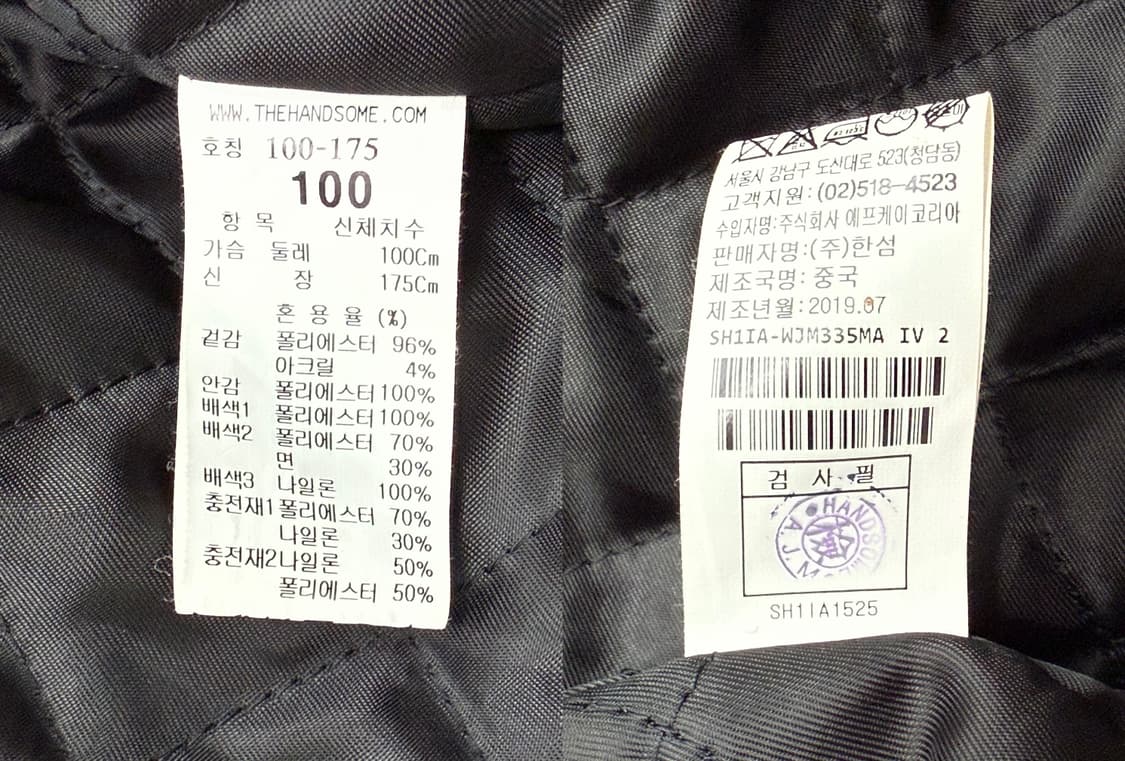 WWW.THEHANDSOME.COM
호칭 100-175
100
항 목 신체치수
가슴 둘레 100Cm
신 장 175Cm
혼 용 율 (%)
겉감 폴리에스터 96%
아크릴 4%
안감 폴리에스터 100%
배색1 폴리에스터 100%
배색2 폴리에스터 70%
면 30%
배색3 나일론 100%
충전재1 폴리에스터 70%
나일론 30%
충전재2 나일론 50%
폴리에스터 50%
서울시 강남구 도산대로 523(청담동)
고객지원:(02)518-4523
수입자명:주식회사 에프케이코리아
판매자명:(주)한섬
제조국명: 중국
제조년월: 2019.07
SH1IA-WJM335MA IV 2
검 사 필
HANDSOME
A.J.W
SH1IA1525